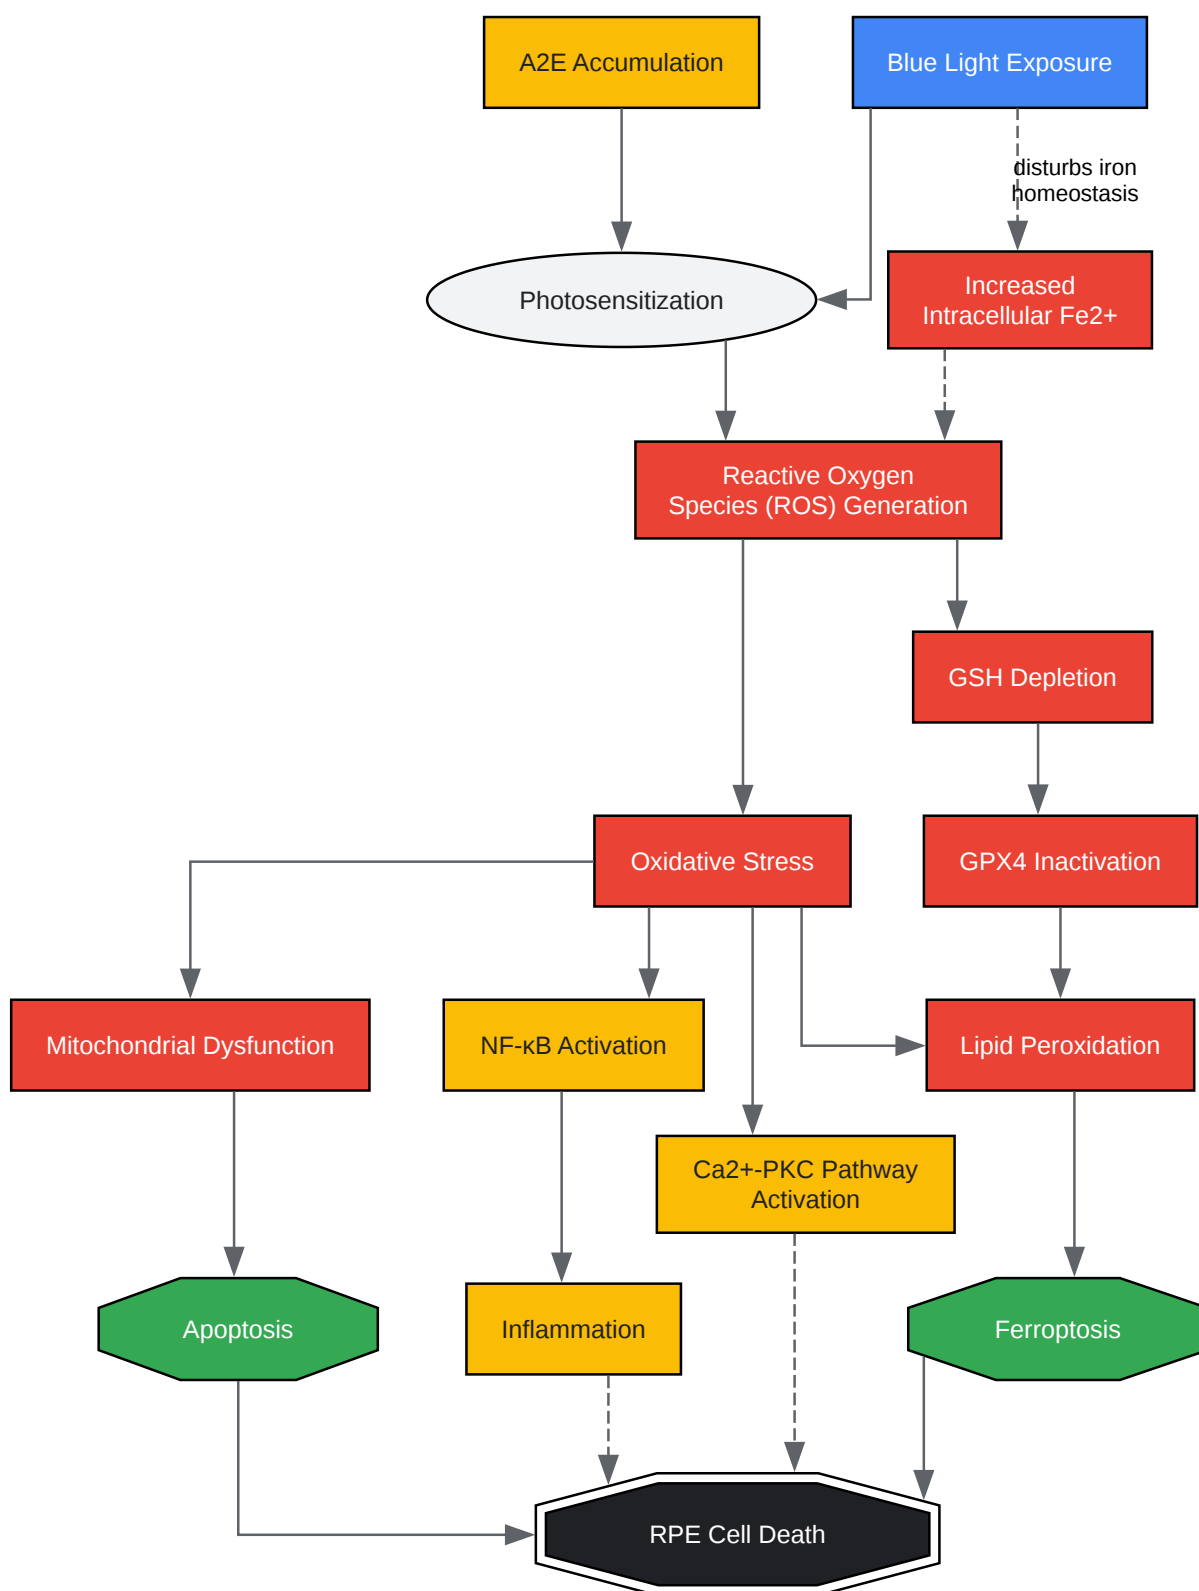 A2E Accumulation
Blue Light Exposure
disturbs iron
homeostasis
Photosensitization
Increased
Intracellular Fe2+
Reactive Oxygen
Species (ROS) Generation
GSH Depletion
Oxidative Stress
GPX4 Inactivation
Mitochondrial Dysfunction
NF-κB Activation
Lipid Peroxidation
Ca2+-PKC Pathway
Activation
Apoptosis
Inflammation
Ferroptosis
RPE Cell Death